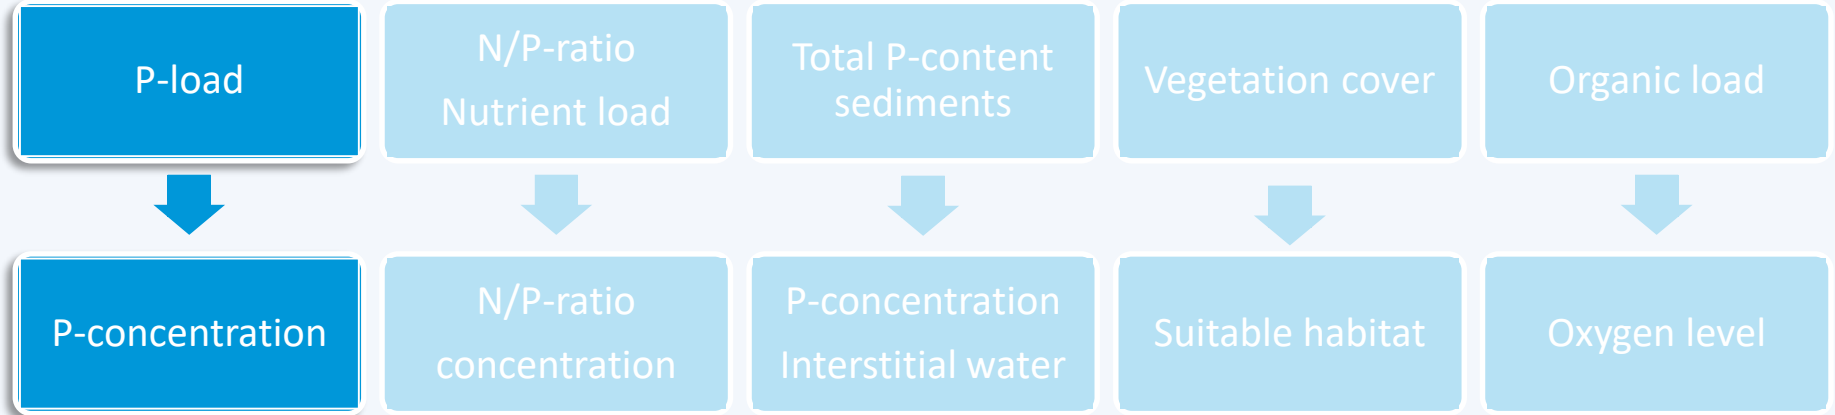 P-load
N/P-ratio
Nutrient load
Total P-content
sediments
Vegetation cover
Organic load
P-concentration
N/P-ratio
concentration
P-concentration
Interstitial water
Suitable habitat
Oxygen level